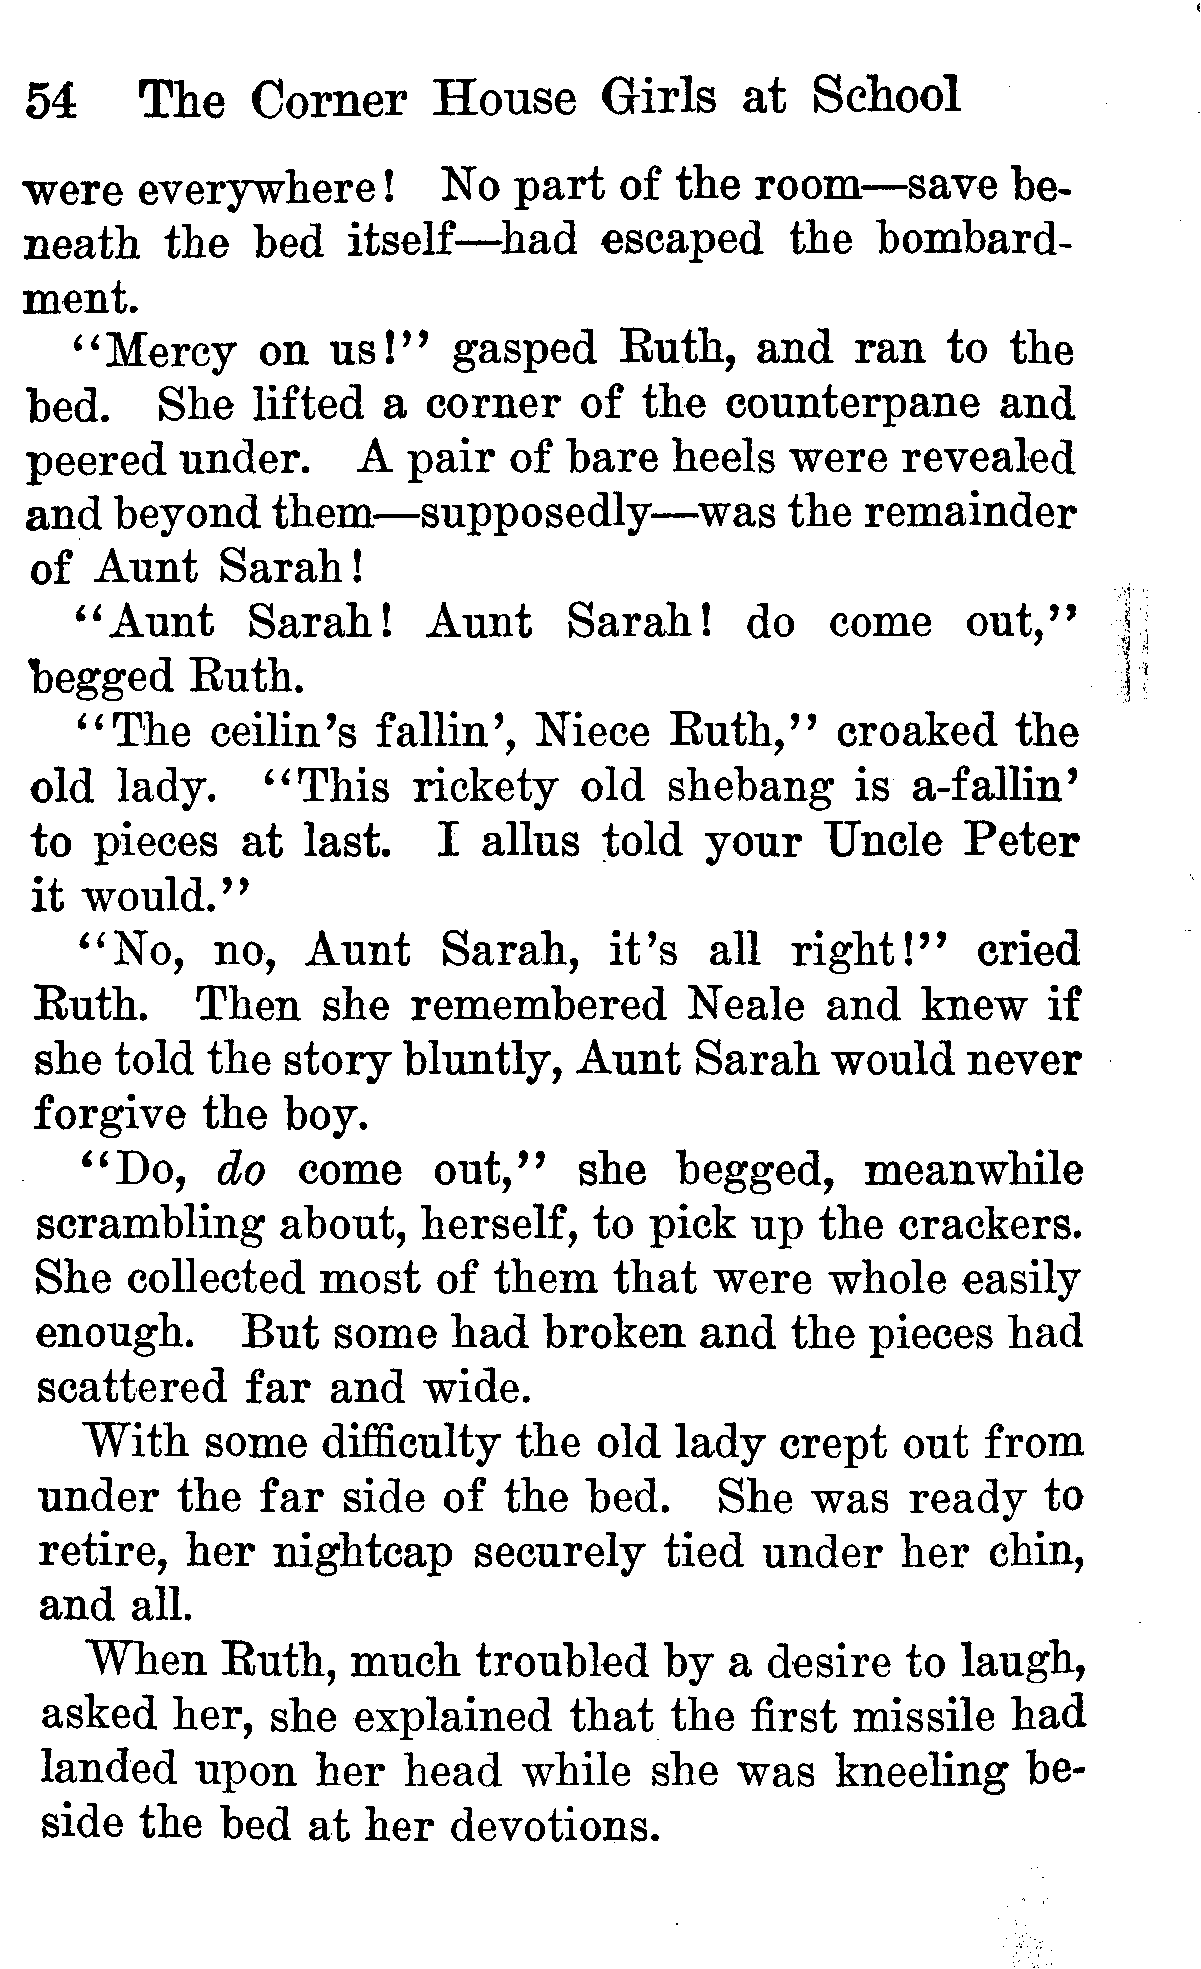 54 The Corner House Girls at School
were everywhere! No part of the room—save be-
neath the bed itself—had escaped the bombard-
ment.
"Mercy on us!" gasped Ruth, and ran to the
bed. She lifted a corner of the counterpane and
peered under. A pair of bare heels were revealed
and beyond them—supposedly—was the remainder
of Aunt Sarah!
"Aunt Sarah! Aunt Sarah! do come out,"
begged Ruth.
"The ceilin's fallin', Niece Ruth," croaked the
old lady. "This rickety old shebang is a-fallin'
to pieces at last. I allus told your Uncle Peter
it would."
"No, no, Aunt Sarah, it's all right!" cried
Ruth. Then she remembered Neale and knew if
she told the story bluntly, Aunt Sarah would never
forgive the boy.
"Do, do come out," she begged, meanwhile
scrambling about, herself, to pick up the crackers.
She collected most of them that were whole easily
enough. But some had broken and the pieces had
scattered far and wide.
With some difficulty the old lady crept out from
under the far side of the bed. She was ready to
retire, her nightcap securely tied under her chin,
and all.
When Ruth, much troubled by a desire to laugh,
asked her, she explained that the first missile had
landed upon her head while she was kneeling be-
side the bed at her devotions.